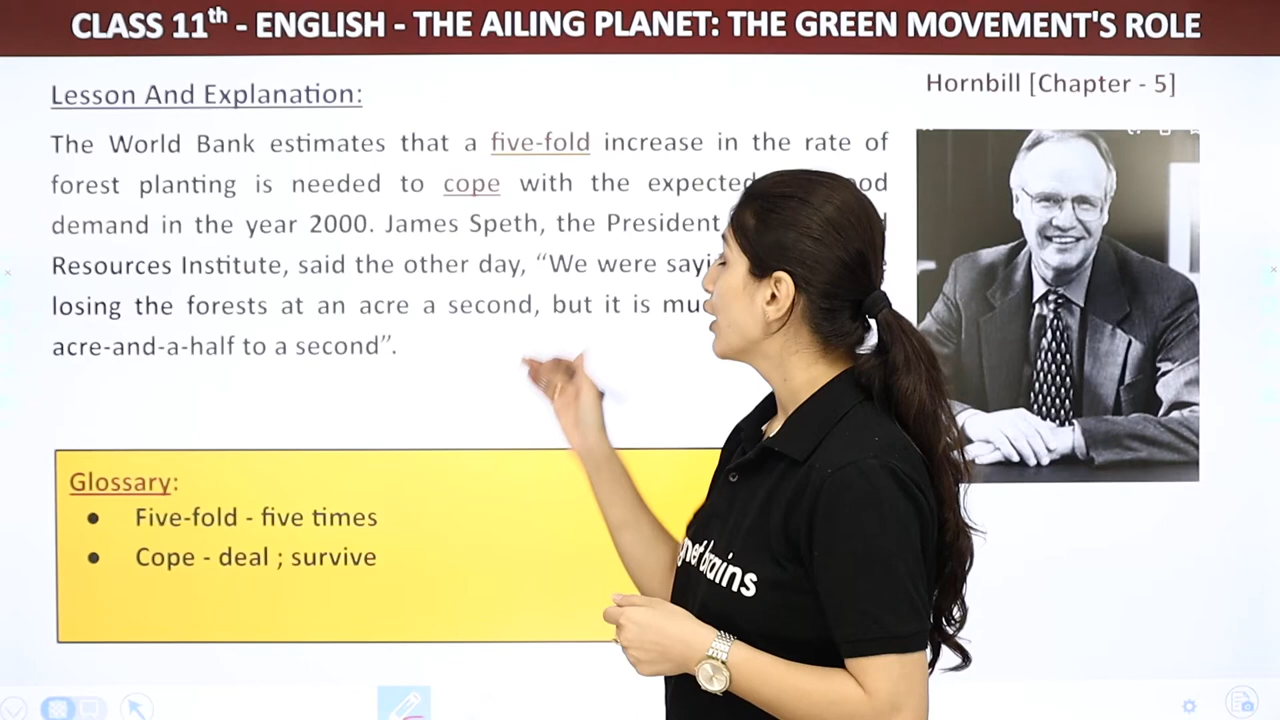 CLASS 11th - ENGLISH - THE AILING PLANET: THE GREEN MOVEMENT'S ROLE
Lesson And Explanation:
Hornbill [Chapter - 5]
The World Bank estimates that a five-fold increase in the rate of
forest planting is needed to cope with the expected
demand in the year 2000. James Speth, the President
Resources Institute, said the other day, “We were
losing the forests at an acre a second, but it is
acre-and-a-half to a second”.
Glossary:
● Five-fold - five times
● Cope - deal ; survive
brains